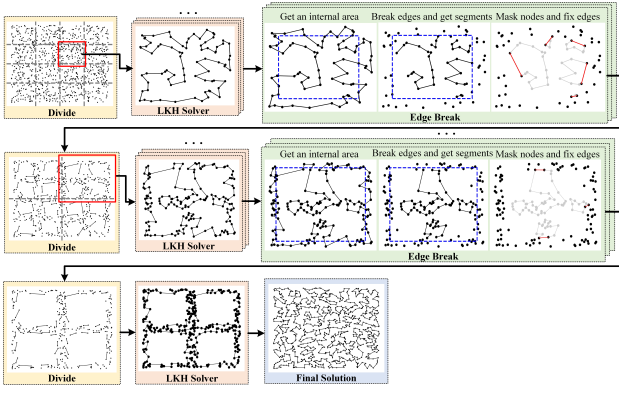 . . .
Get an internal area Break edges and get segments Mask nodes and fix edges
Divide LKH Solver Edge Break
. . . . . .
Get an internal area Break edges and get segments Mask nodes and fix edges
Divide LKH Solver Edge Break
Divide LKH Solver Final Solution